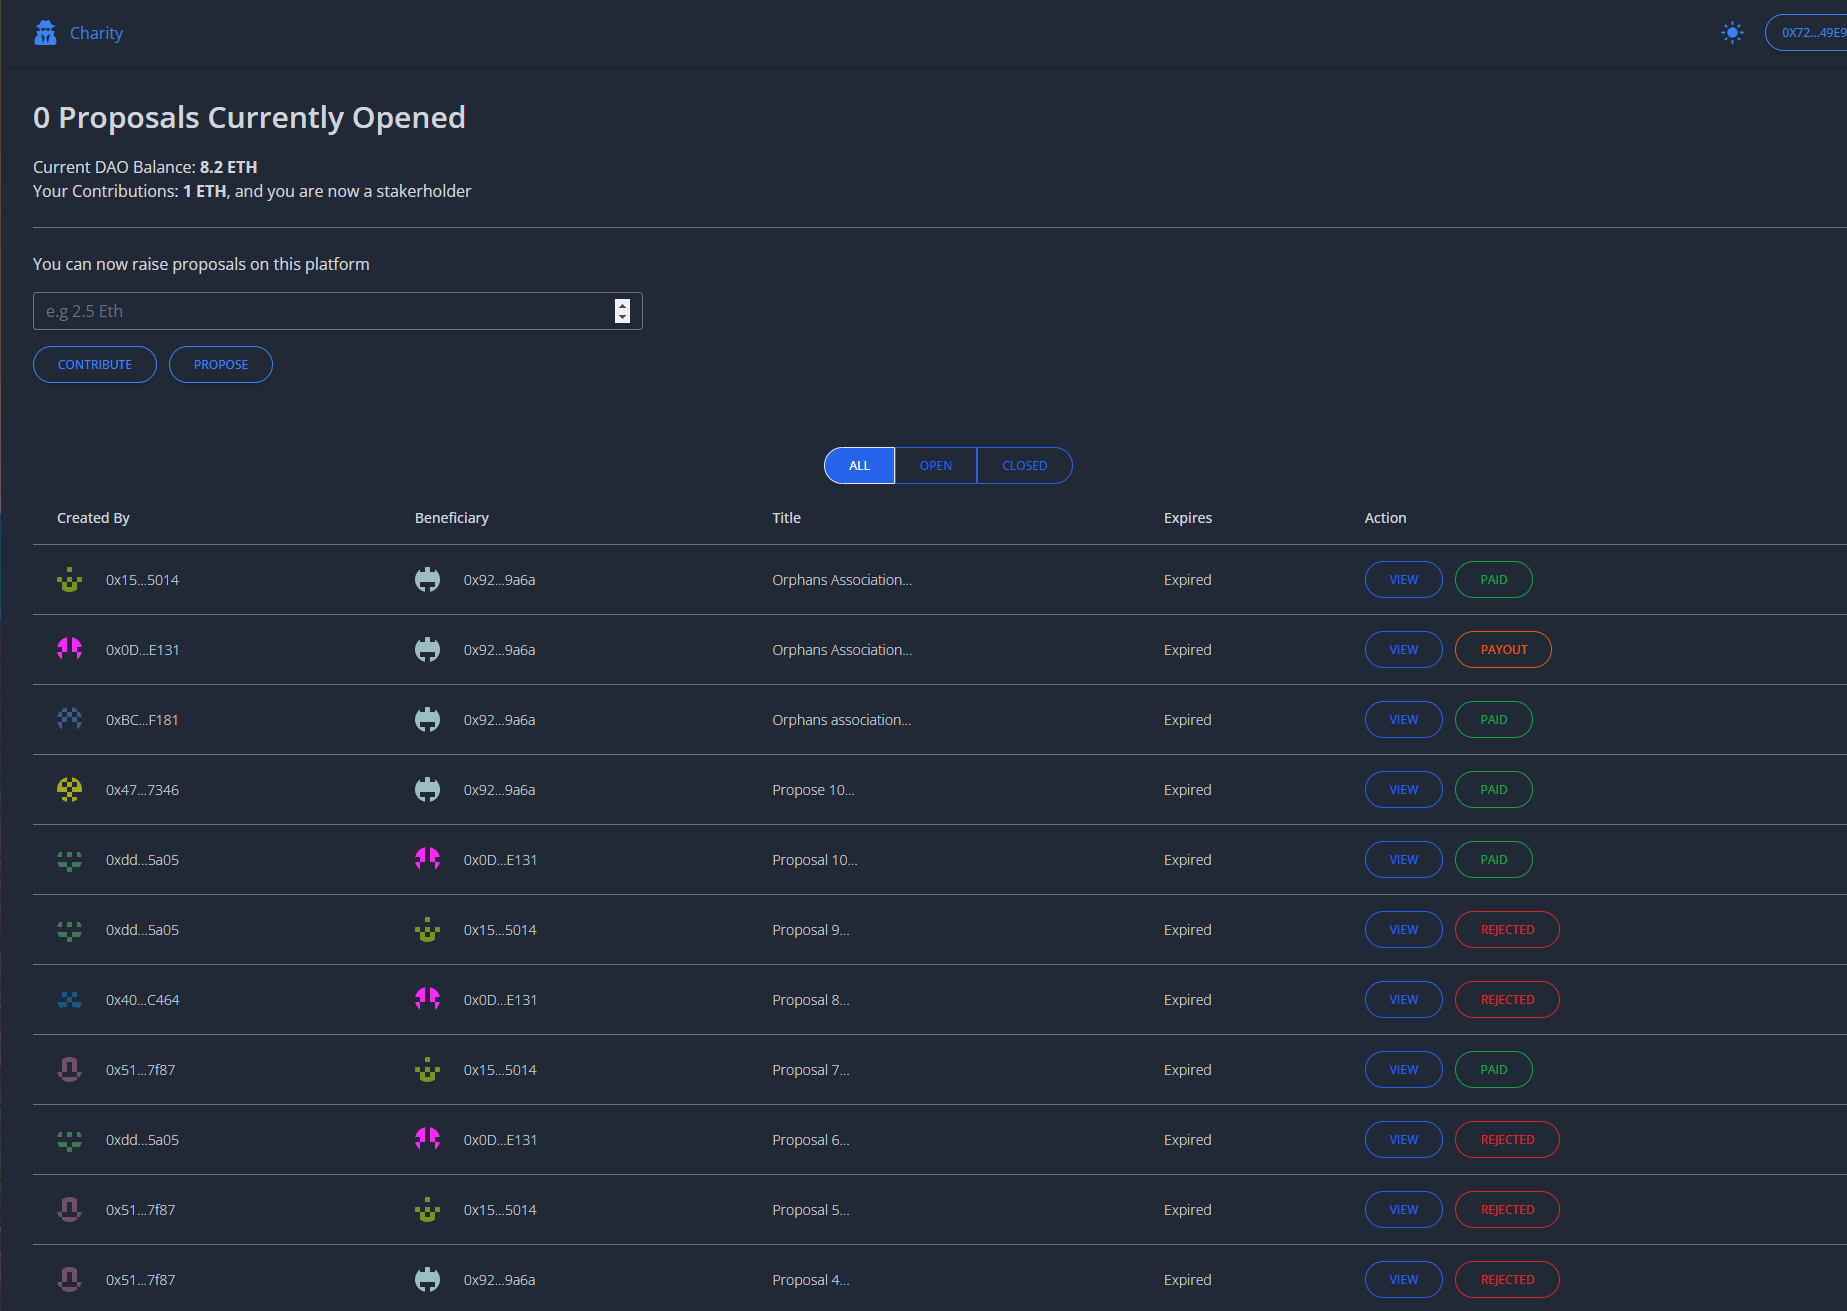 Charity
0X72...49E9
0 Proposals Currently Opened
Current DAO Balance: 8.2 ETH
Your Contributions: 1 ETH, and you are now a stakerholder
You can now raise proposals on this platform
e.g 2.5 Eth
CONTRIBUTE PROPOSE
ALL OPEN CLOSED
Created By Beneficiary Title Expires Action
0x15...5014 0x92...9a6a Orphans Association... Expired VIEW PAID
0x0D...E131 0x92...9a6a Orphans Association... Expired VIEW PAYOUT
0xBC...F181 0x92...9a6a Orphans association... Expired VIEW PAID
0x47...7346 0x92...9a6a Propose 10... Expired VIEW PAID
0xdd...5a05 0x0D...E131 Proposal 10... Expired VIEW PAID
0xdd...5a05 0x15...5014 Proposal 9... Expired VIEW REJECTED
0x40...C464 0x0D...E131 Proposal 8... Expired VIEW REJECTED
0x51...7f87 0x15...5014 Proposal 7... Expired VIEW PAID
0xdd...5a05 0x0D...E131 Proposal 6... Expired VIEW REJECTED
0x51...7f87 0x15...5014 Proposal 5... Expired VIEW REJECTED
0x51...7f87 0x92...9a6a Proposal 4... Expired VIEW REJECTED